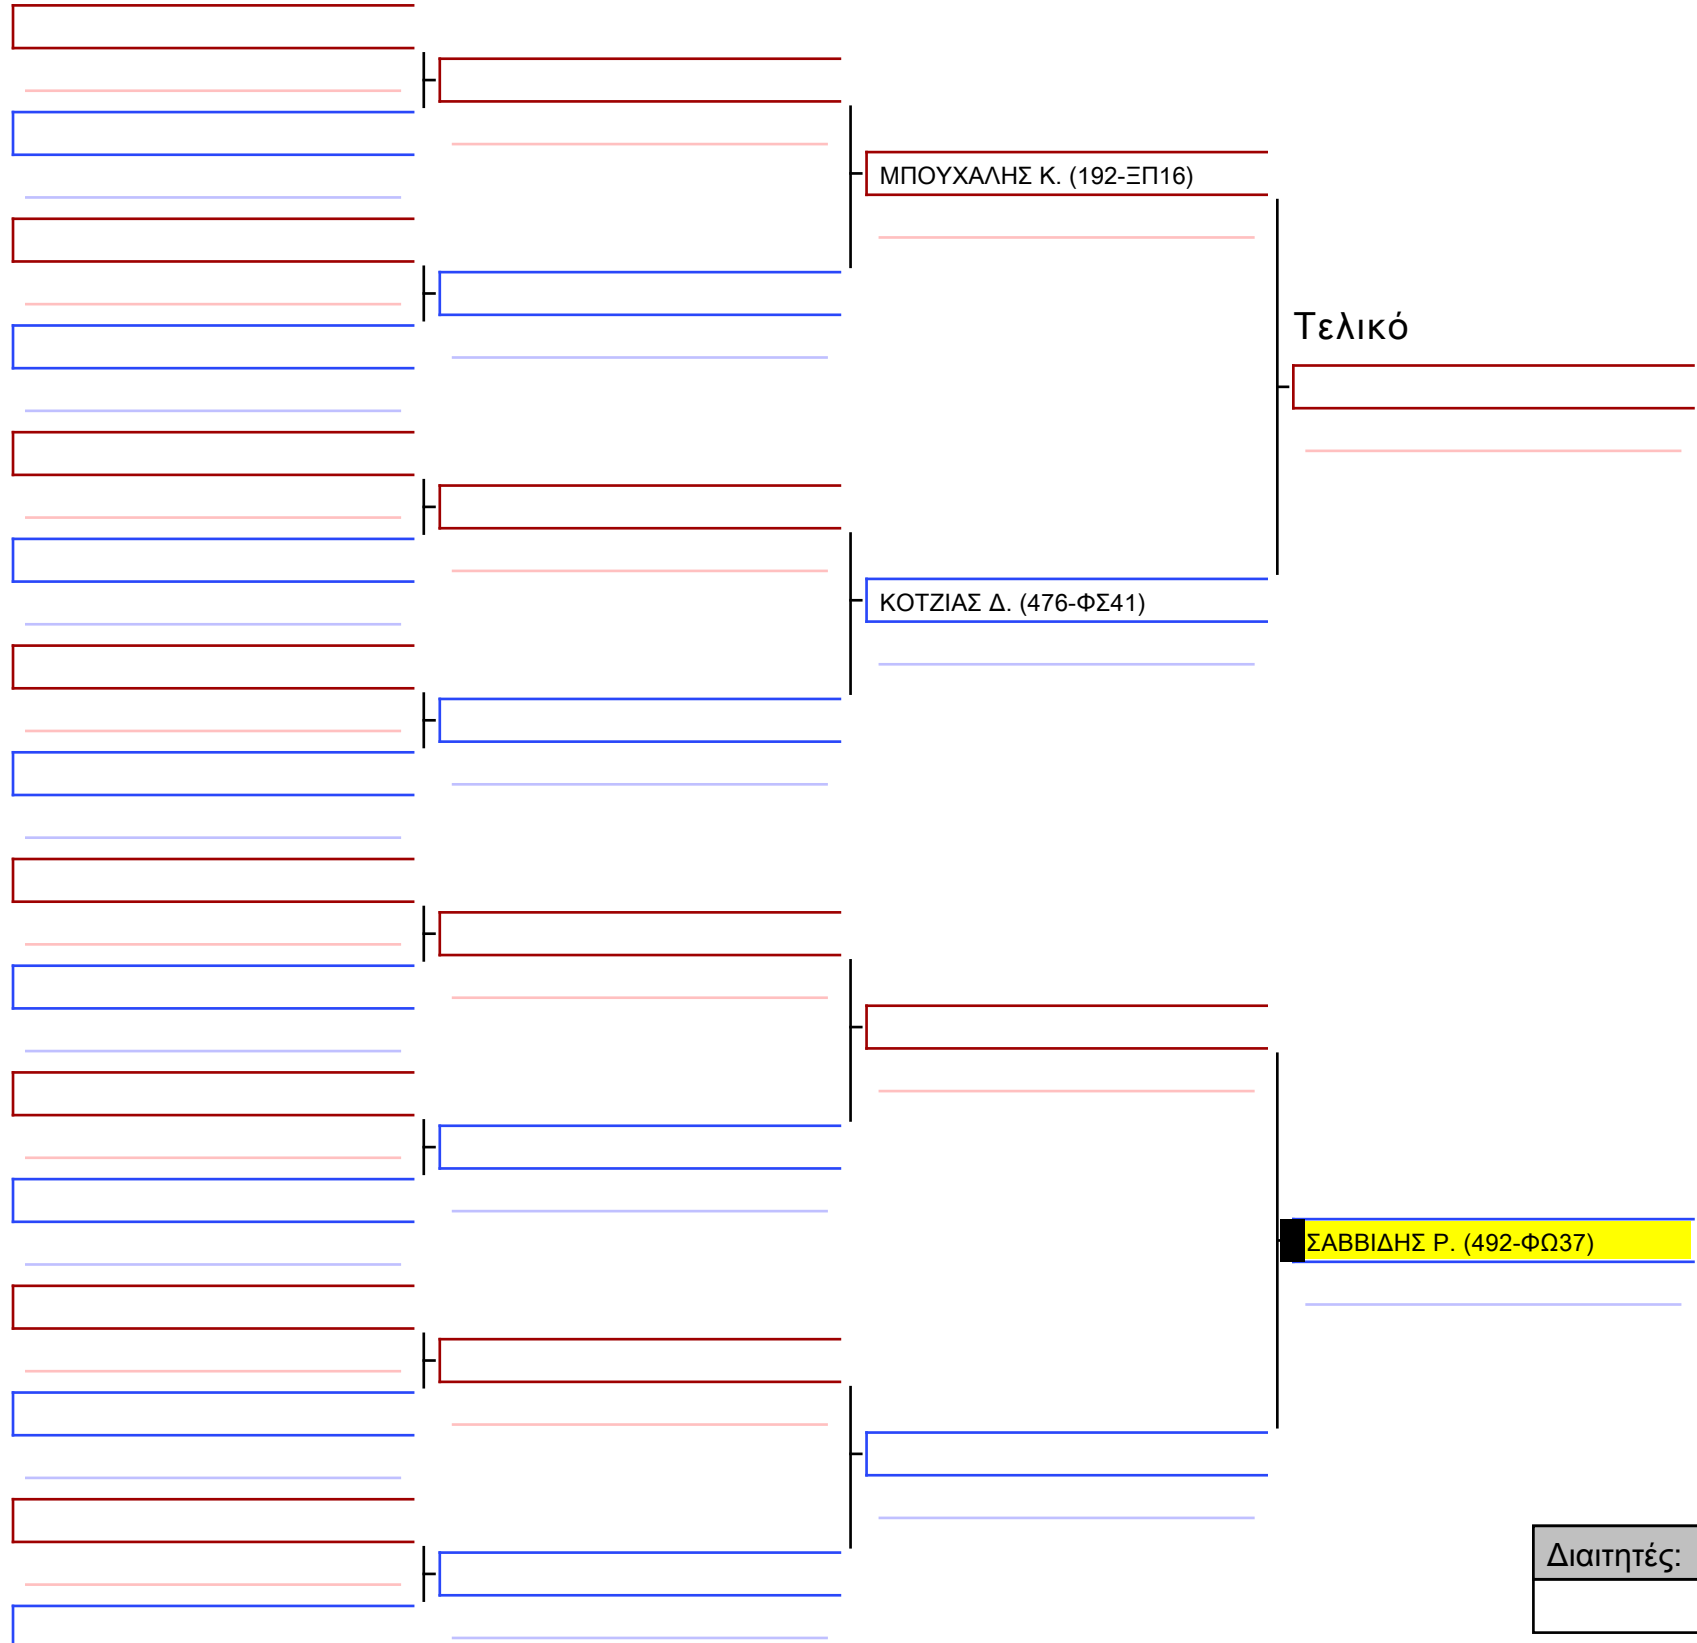 ΜΠΟΥΧΑΛΗΣ Κ. (192-ΞΠ16)
Τελικό
ΚΟΤΖΙΑΣ Δ. (476-ΦΣ41)
ΣΑΒΒΙΔΗΣ Ρ. (492-ΦΩ37)
Διαιτητές: